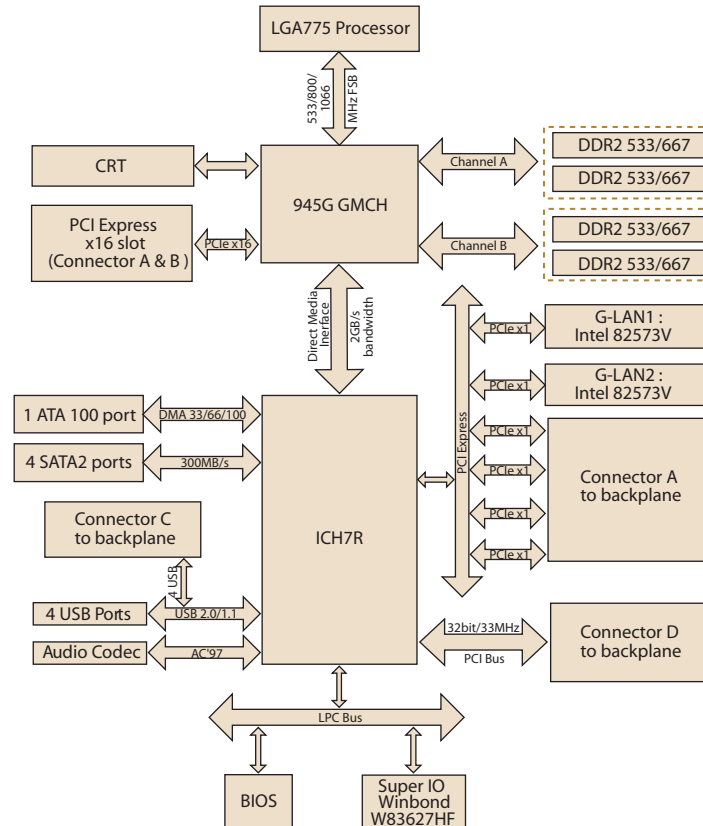 LGA775 Processor
533/800/
1066
MHz FSB
CRT
945G GMCH
Channel A
DDR2 533/667
DDR2 533/667
PCI Express
x16 slot
(Connector A & B )
PCIe x16
Channel B
DDR2 533/667
DDR2 533/667
Direct Media
Inerface
2GB/s
bandwidth
PCI Express
PCIe x1
G-LAN1 :
Intel 82573V
PCIe x1
G-LAN2 :
Intel 82573V
1 ATA 100 port
DMA 33/66/100
4 SATA2 ports
300MB/s
PCIe x1
PCIe x1
PCIe x1
PCIe x1
Connector A
to backplane
Connector C
to backplane
ICH7R
4 USB
4 USB Ports
USB 2.0/1.1
Audio Codec
AC'97
32bit/33MHz
PCI Bus
Connector D
to backplane
LPC Bus
BIOS
Super IO
Winbond
W83627HF